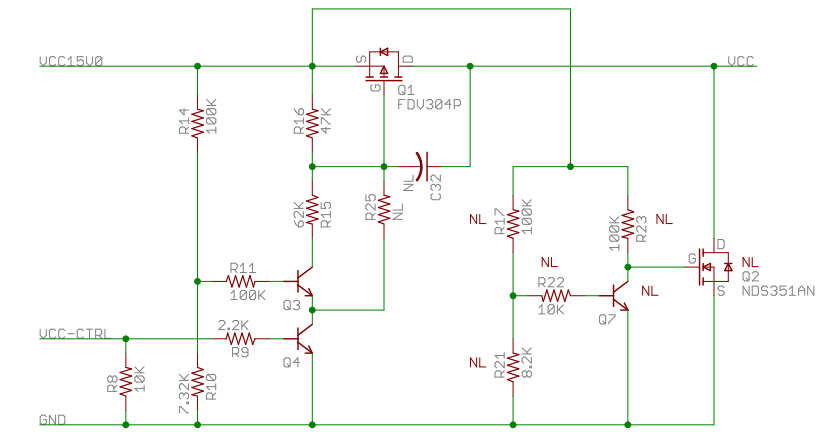 VCC15V0
VCC
S
D
G
Q1
FDV304P
R14
100K
R16
47K
NL
C32
62K
R15
R25
NL
NL
R17
100K
100K
R23
NL
R11
100K
Q3
NL
R22
10K
NL
Q7
D
G
S
NL
Q2
NDS351AN
VCC-CTRL
2.2K
R9
Q4
R8
10K
7.32K
R10
NL
R21
8.2K
GND